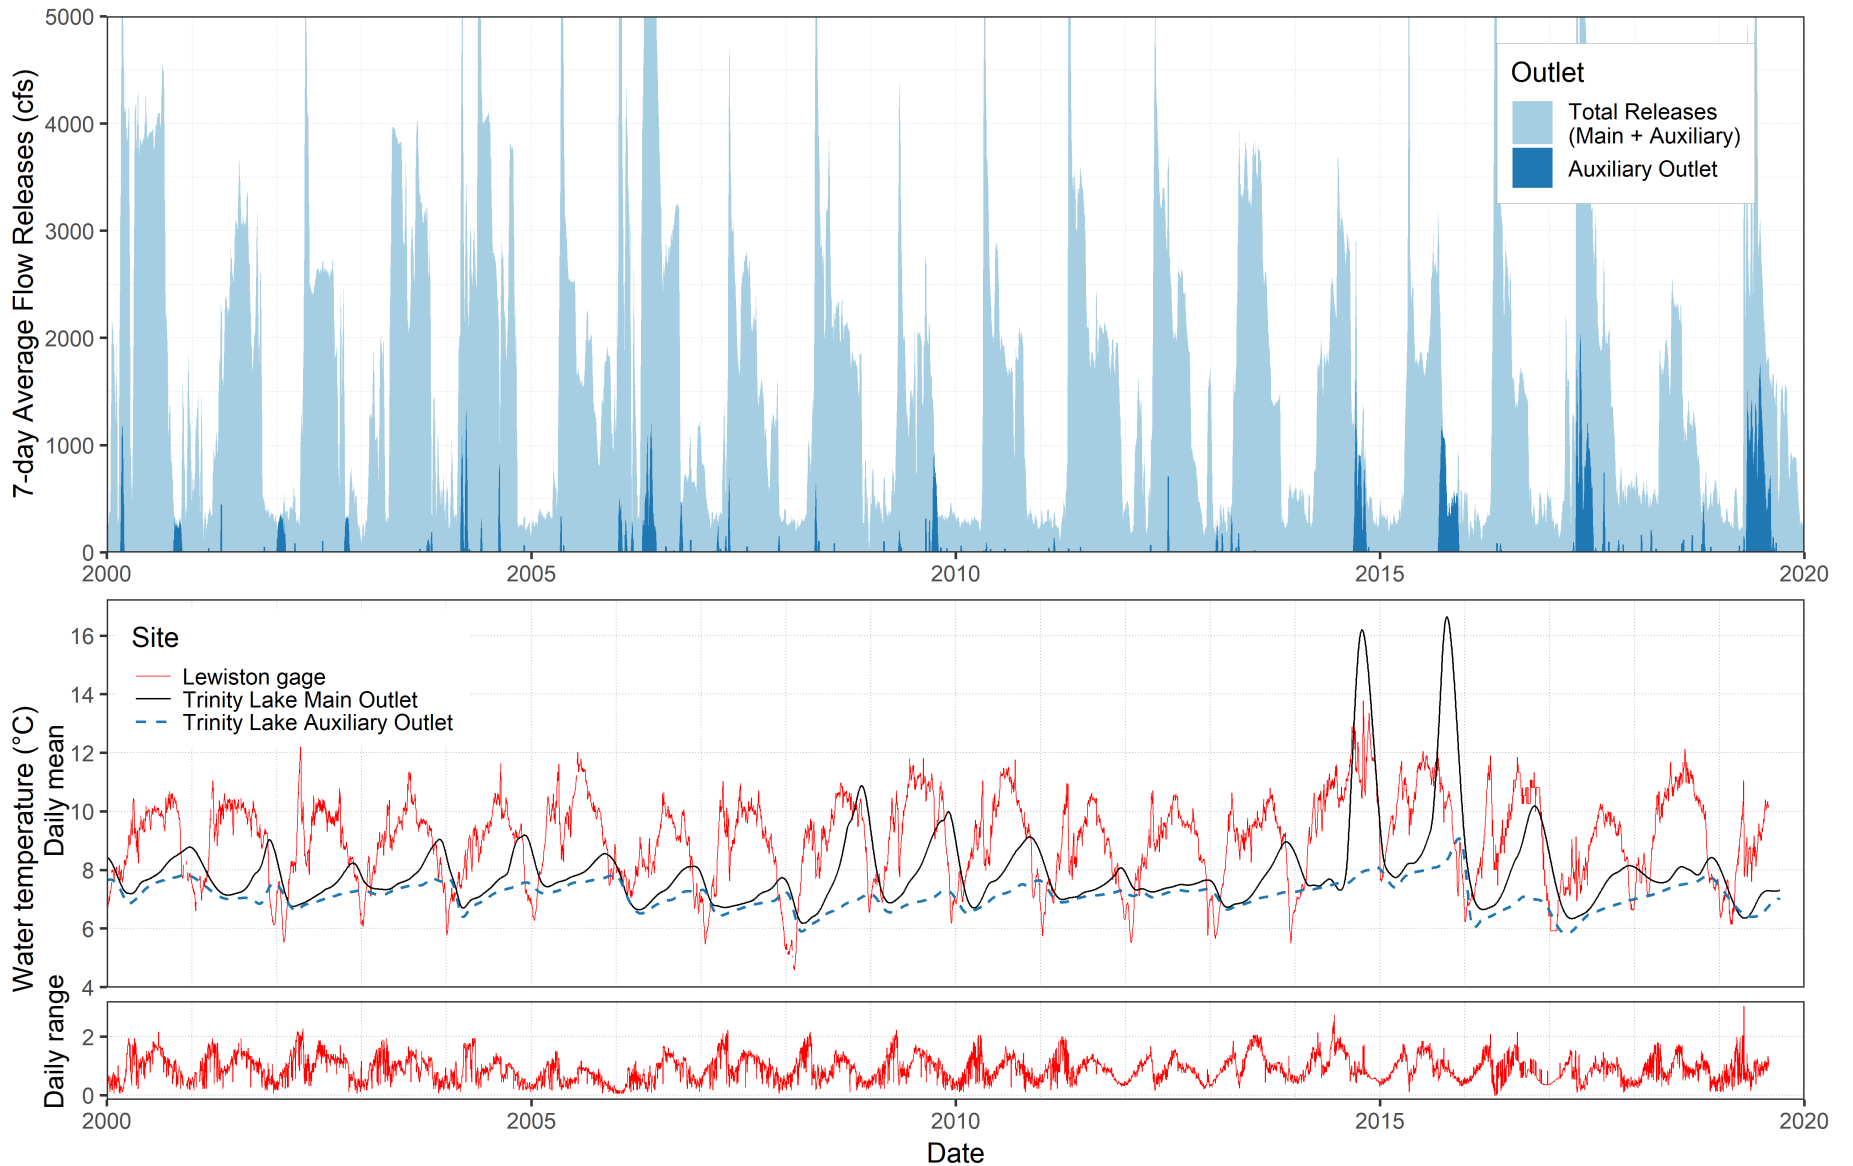 7-day Average Flow Releases (cfs)
5000
4000
3000
2000
1000
0
2000
2005
2010
2015
2020
Outlet
Total Releases
(Main + Auxiliary)
Auxiliary Outlet
Water temperature (°C)
Daily mean
16
14
12
10
8
6
4
Site
Lewiston gage
Trinity Lake Main Outlet
Trinity Lake Auxiliary Outlet
Daily range
2
0
2000
2005
2010
2015
2020
Date